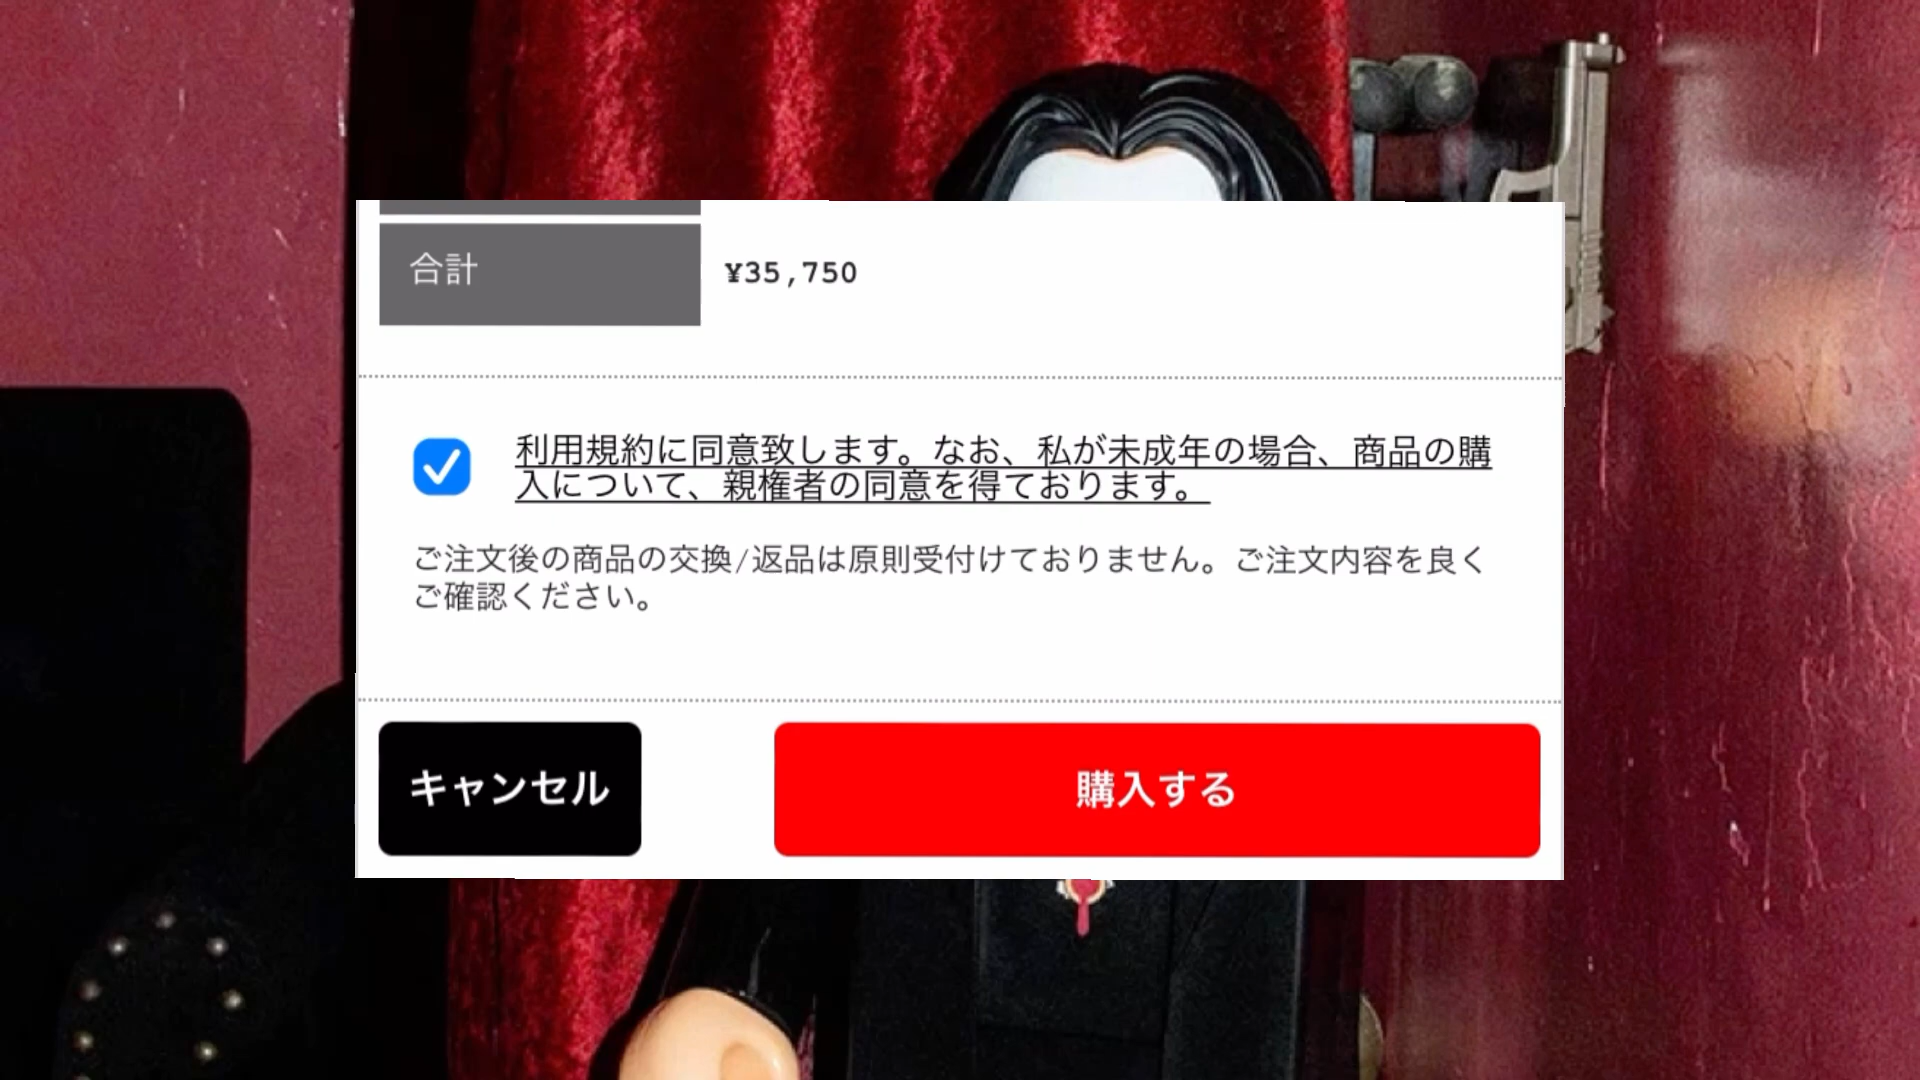 合計
¥35,750
利用規約に同意致します。なお、私が未成年の場合、商品の購
入について、親権者の同意を得ております。
ご注文後の商品の交換/返品は原則受付けておりません。ご注文内容を良く
ご確認ください。
キャンセル
購入する